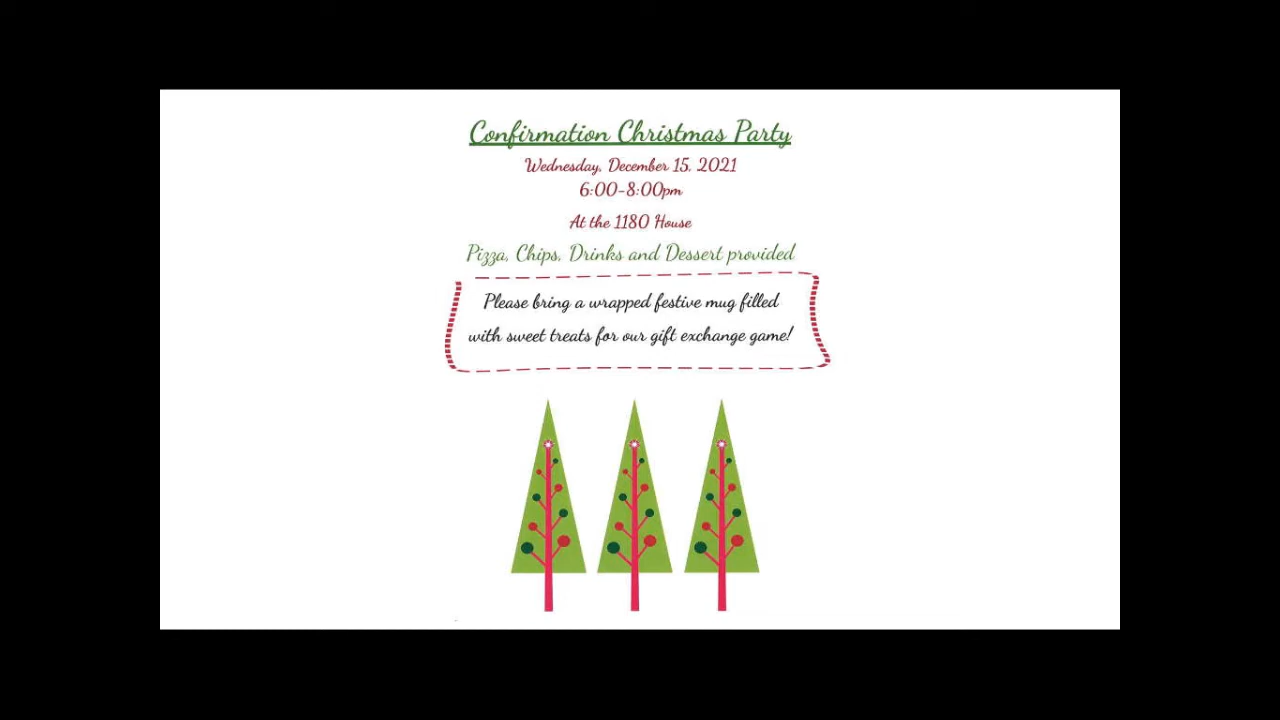 Confirmation Christmas Party
Wednesday, December 15, 2021
6:00-8:00pm
At the 1180 House
Pizza, Chips, Drinks and Dessert provided
Please bring a wrapped festive mug filled
with sweet treats for our gift exchange game!